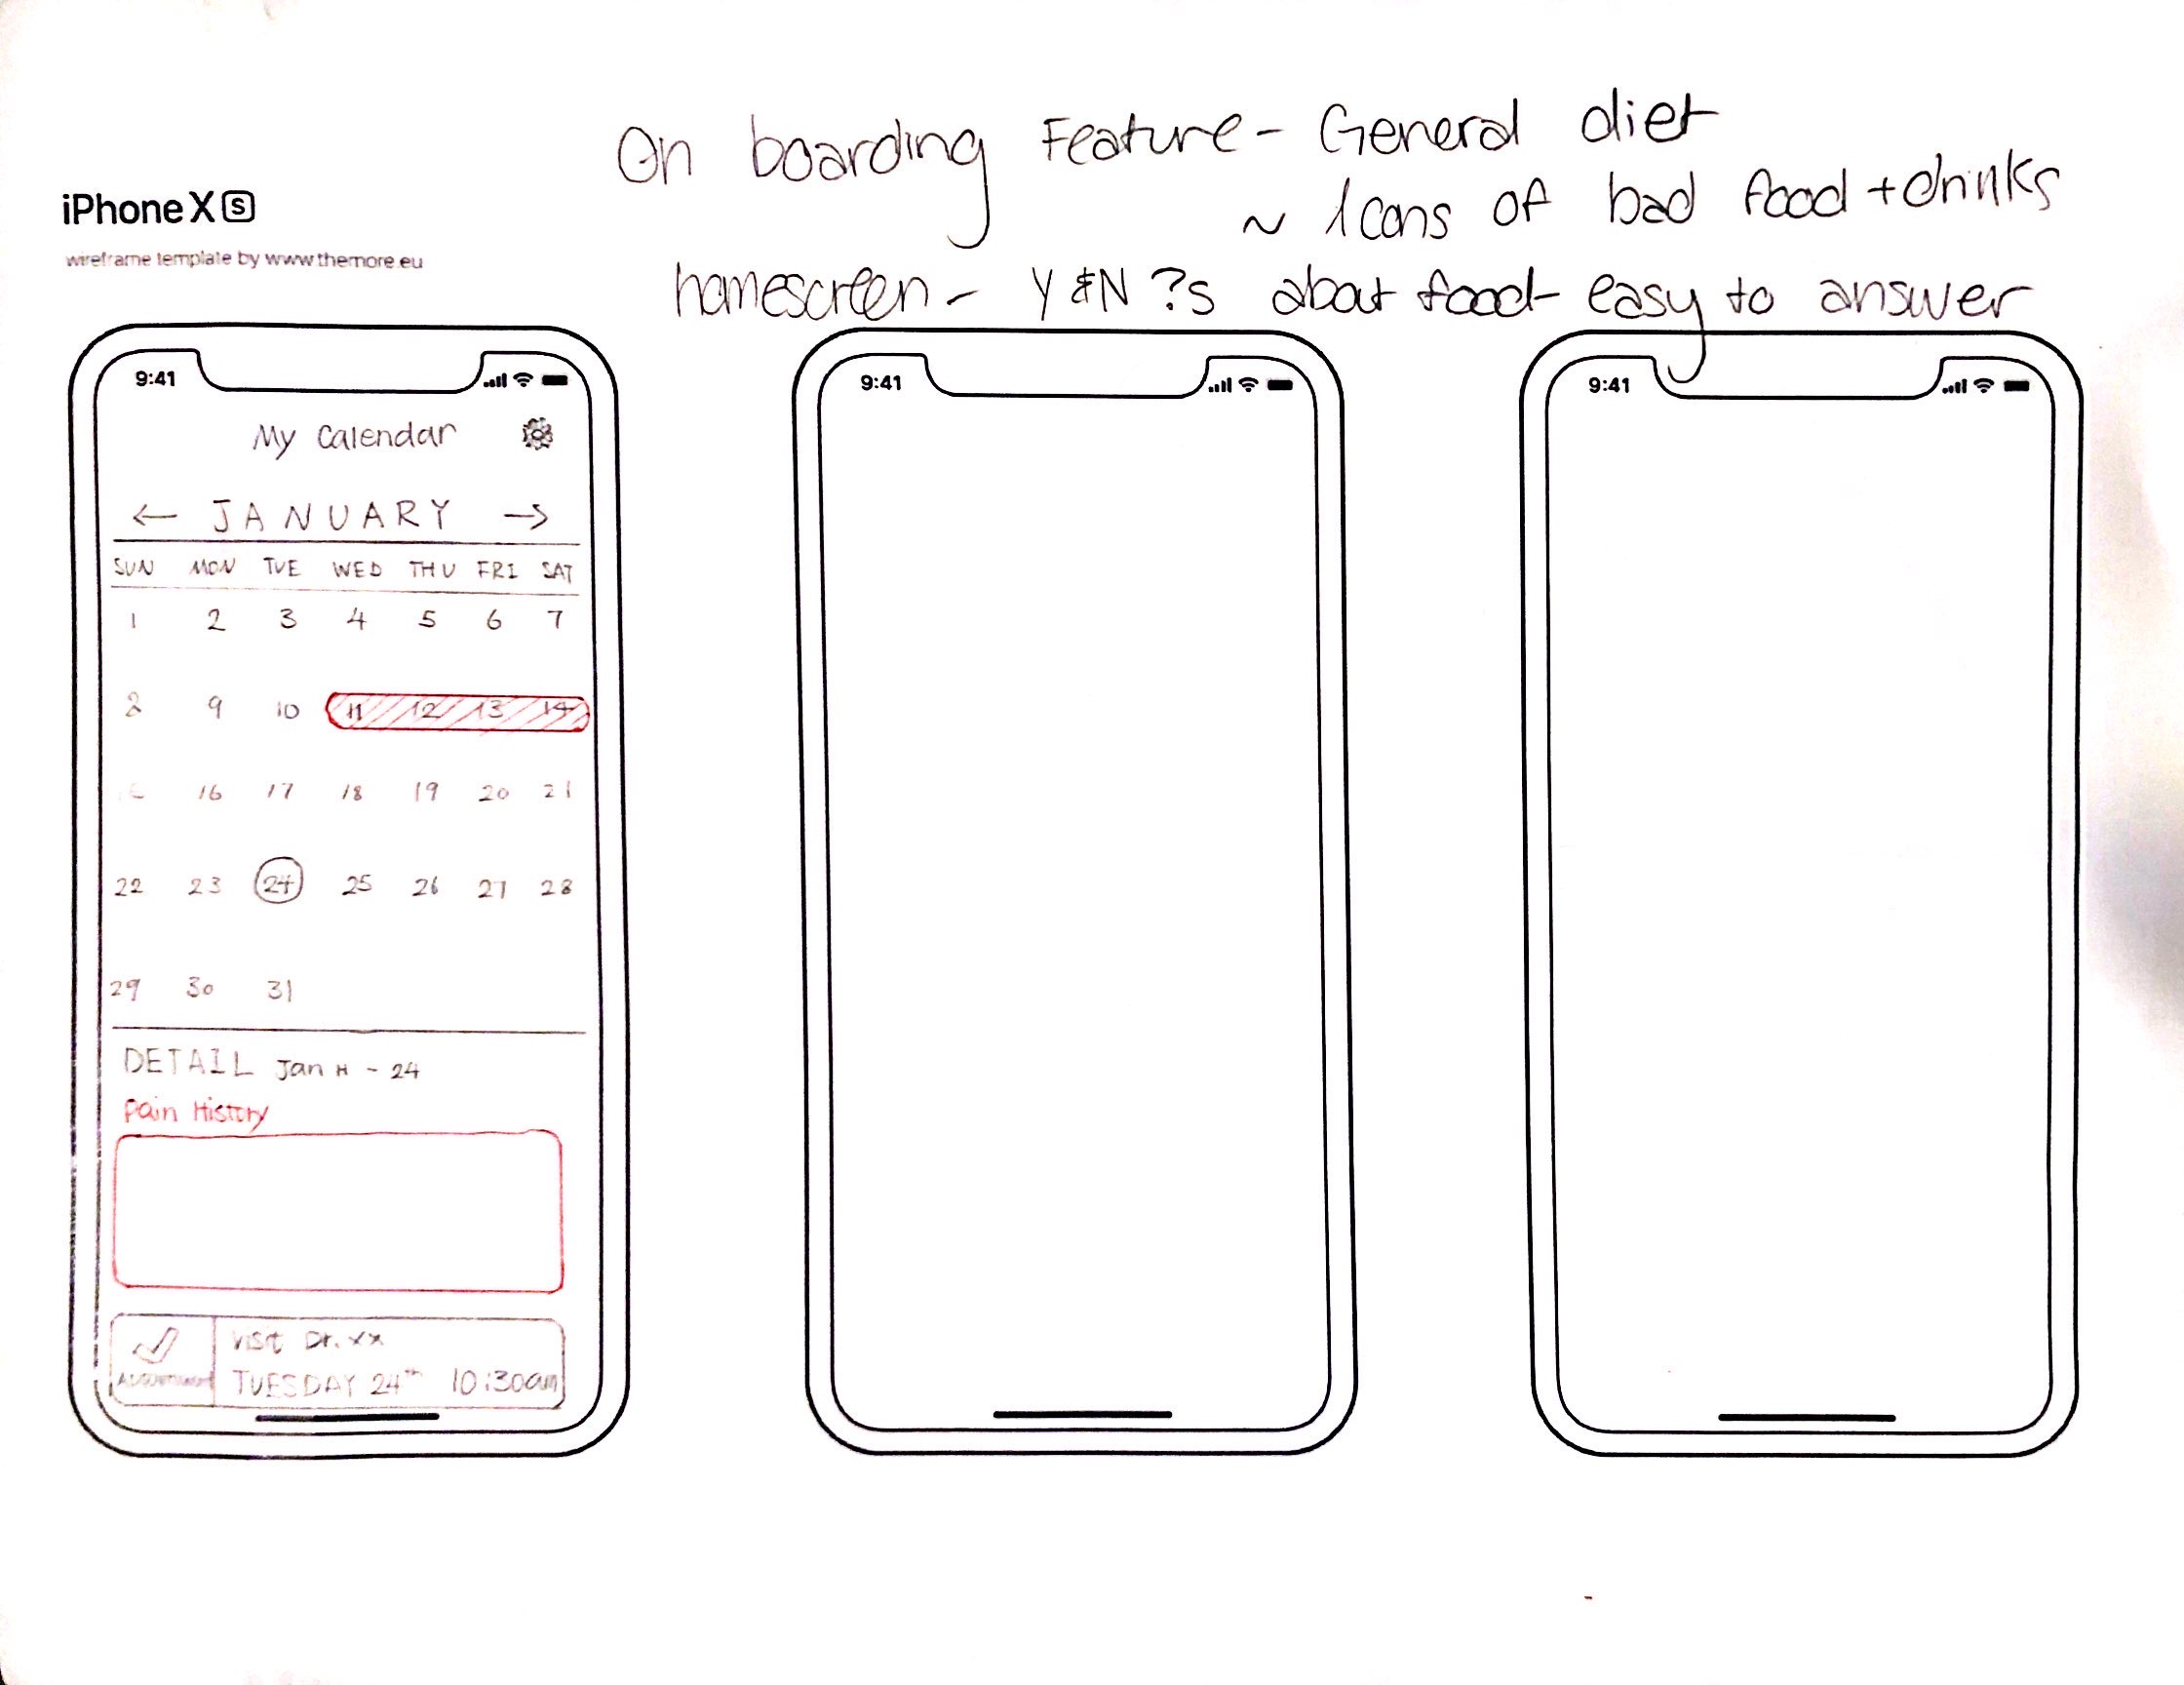 iPhone X S
wireframe template by www.themore.eu
On boarding Feature - General diet
~ Icons of bad food + drinks
homescreen - Y & N ?s about food - easy to answer
9:41
My calendar
← JANUARY →
SUN MON TUE WED THU FRI SAT
1 2 3 4 5 6 7
8 9 10 11 12 13 14
16 17 18 19 20 21
22 23 24 25 26 27 28
29 30 31
DETAIL Jan H - 24
Pain History
Visit Dr. xx
TUESDAY 24th 10:30am
9:41
9:41